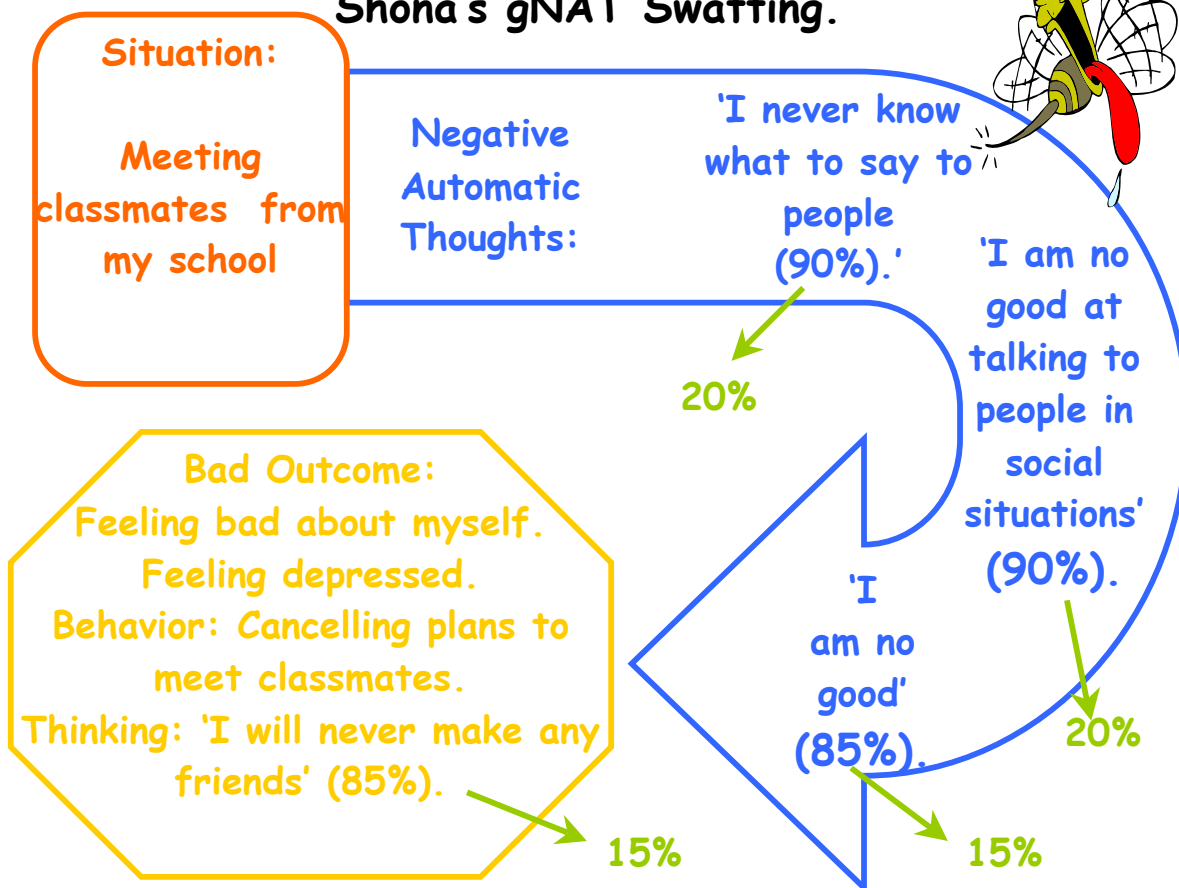 Shona's gNAT Swatting.
Situation:
Meeting
classmates from
my school
Negative
Automatic
Thoughts:
‘I never know
what to say to
people
(90%).’
20%
‘I am no
good at
talking to
people in
social
situations’
(90%).
20%
‘I
am no
good’
(85%).
15%
Bad Outcome:
Feeling bad about myself.
Feeling depressed.
Behavior: Cancelling plans to
meet classmates.
Thinking: ‘I will never make any
friends’ (85%).
15%